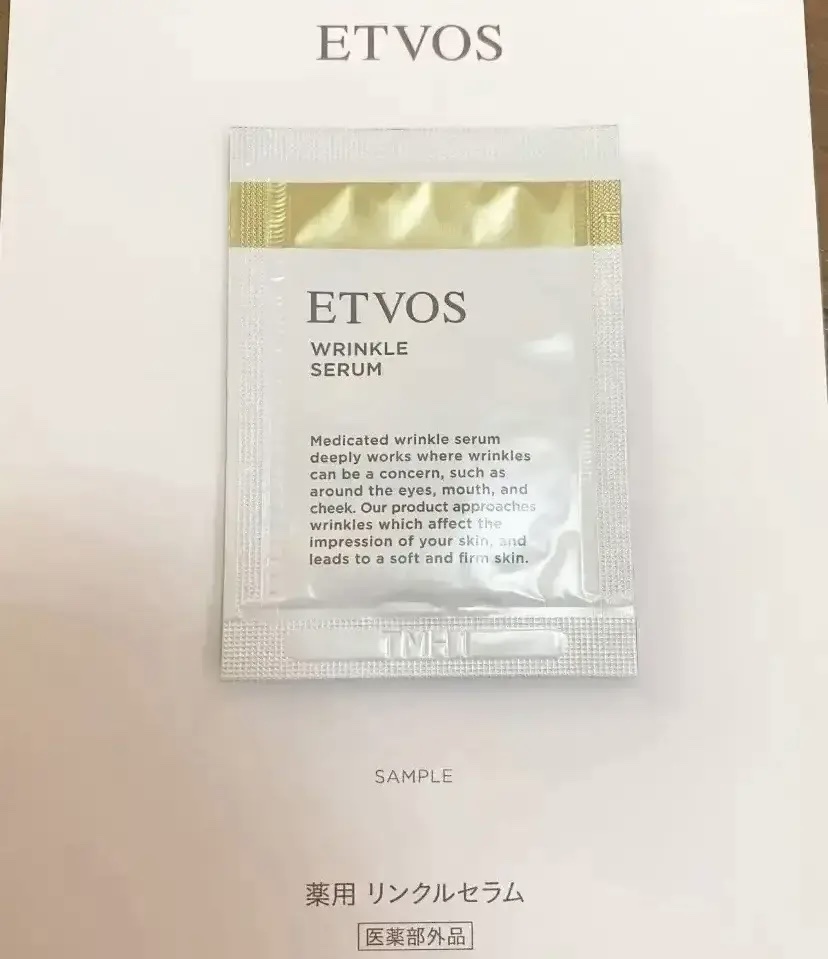 ETVOS
ETVOS
WRINKLE
SERUM
Medicated wrinkle serum
deeply works where wrinkles
can be a concern, such as
around the eyes, mouth, and
cheek. Our product approaches
wrinkles which affect the
impression of your skin, and
leads to a soft and firm skin.
SAMPLE
薬用 リンクルセラム
医薬部外品